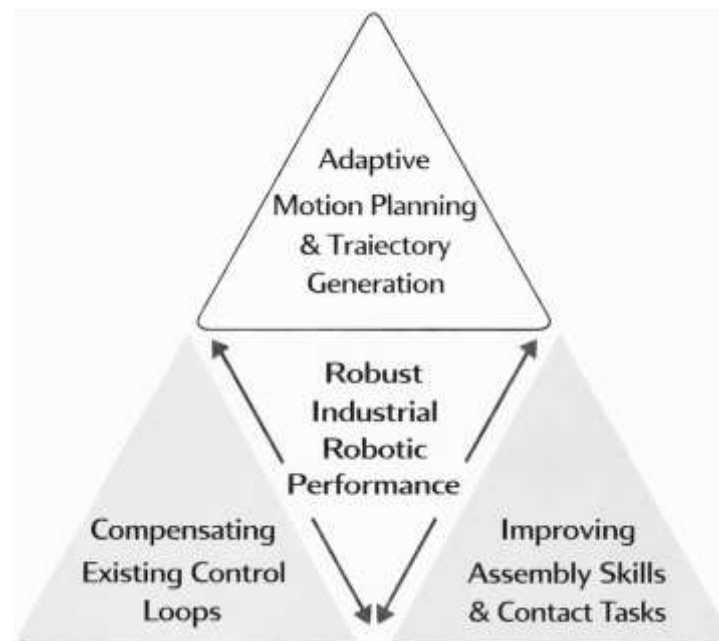 Adaptive
Motion Planning
& Traiectory
Generation
Robust
Industrial
Robotic
Performance
Compensating
Existing Control
Loops
Improving
Assembly Skills
& Contact Tasks